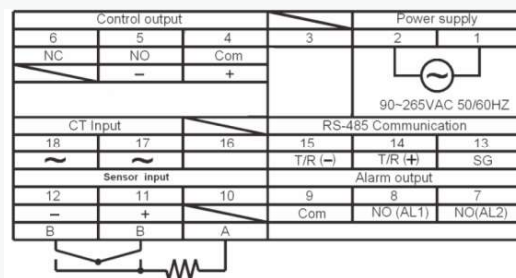 Control output Power supply
6 5 4 3 2 1
NC NO Com
− +
90~265VAC 50/60HZ
CT Input RS-485 Communication
18 17 16 15 14 13
~ ~ T/R (−) T/R (+) SG
Sensor input Alarm output
12 11 10 9 8 7
− + Com NO (AL1) NO(AL2)
B B A